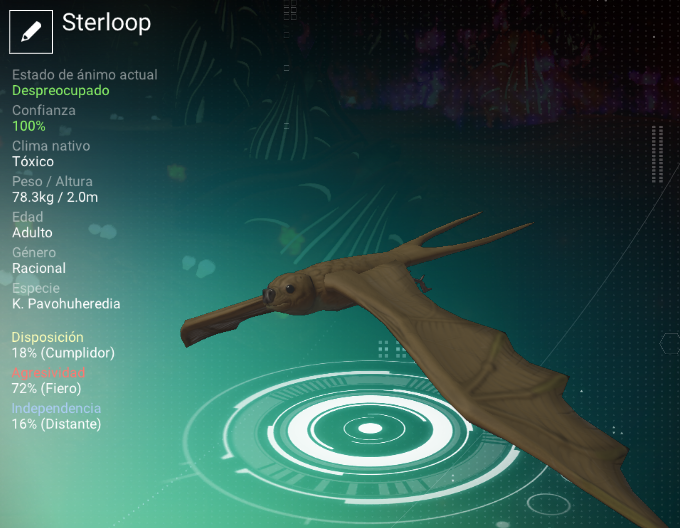 Sterloop
Estado de ánimo actual
Despreocupado
Confianza
100%
Clima nativo
Tóxico
Peso / Altura
78.3kg / 2.0m
Edad
Adulto
Género
Racional
Especie
K. Pavohuheredia
Disposición
18% (Cumplidor)
Agresividad
72% (Fiero)
Independencia
16% (Distante)